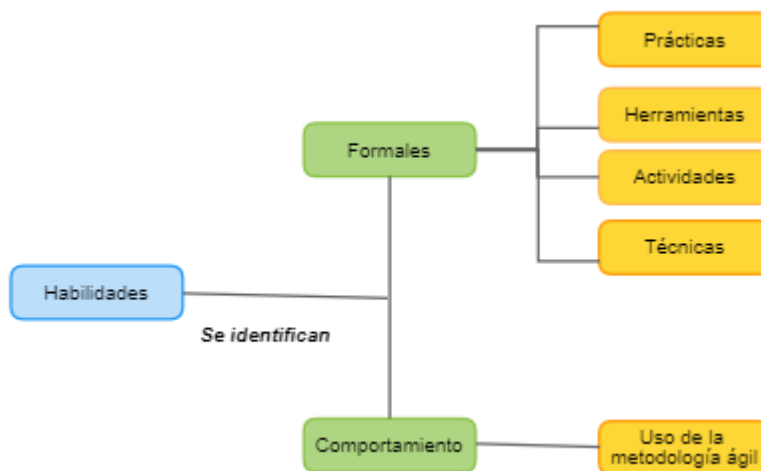 Prácticas
Herramientas
Formales
Actividades
Técnicas
Habilidades
Se identifican
Comportamiento
Uso de la
metodología ágil